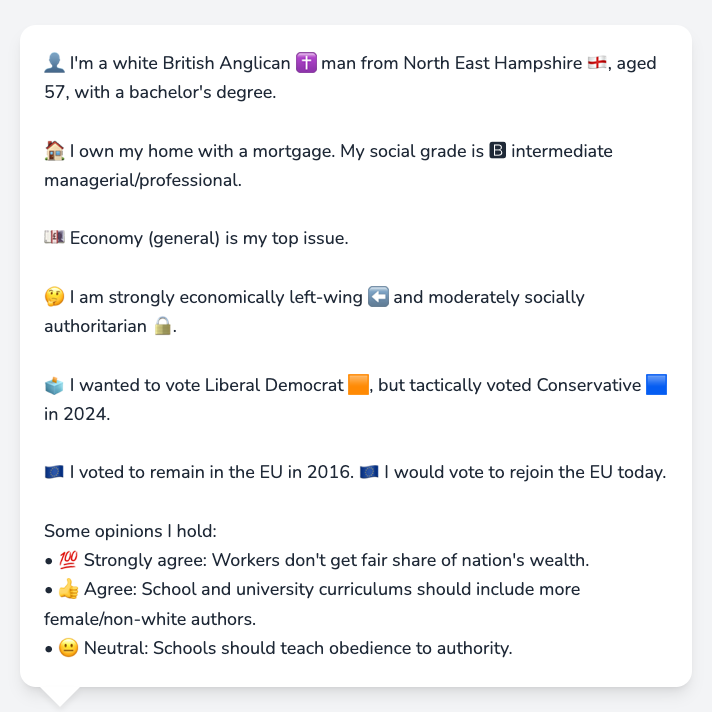 👤 I'm a white British Anglican ✝️ man from North East Hampshire 🏴󠁧󠁢󠁥󠁮󠁧󠁿, aged
57, with a bachelor's degree.
🏠 I own my home with a mortgage. My social grade is 🅱 intermediate
managerial/professional.
💷 Economy (general) is my top issue.
🤔 I am strongly economically left-wing ⬅️ and moderately socially
authoritarian 🔒.
🗳️ I wanted to vote Liberal Democrat 🟧, but tactically voted Conservative 🟦
in 2024.
🇪🇺 I voted to remain in the EU in 2016. 🇪🇺 I would vote to rejoin the EU today.
Some opinions I hold:
• 💯 Strongly agree: Workers don't get fair share of nation's wealth.
• 👍 Agree: School and university curriculums should include more
female/non-white authors.
• 😐 Neutral: Schools should teach obedience to authority.